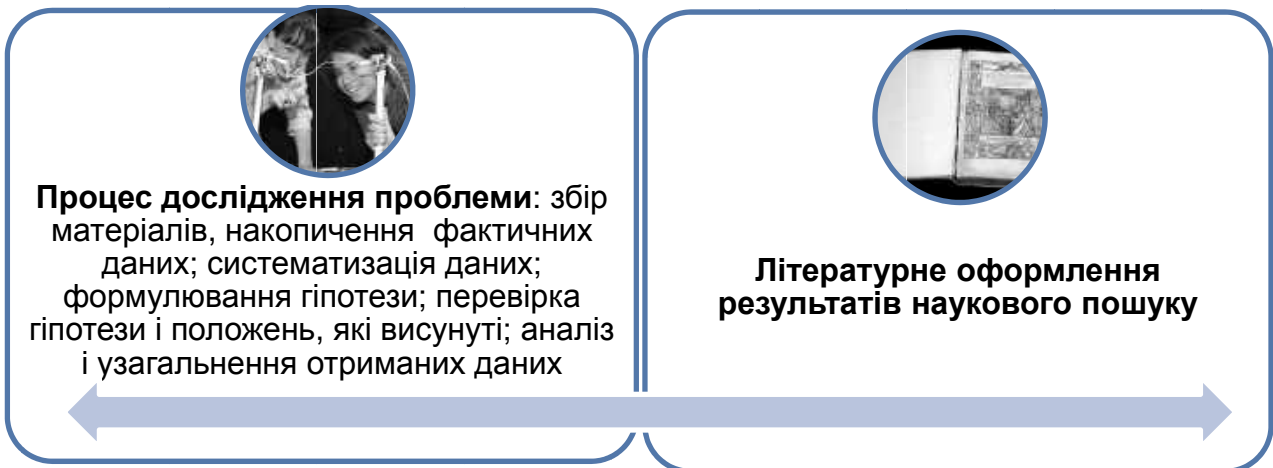 Процес дослідження проблеми: збір
матеріалів, накопичення фактичних
даних; систематизація даних;
формулювання гіпотези; перевірка
гіпотези і положень, які висунуті; аналіз
і узагальнення отриманих даних
Літературне оформлення
результатів наукового пошуку